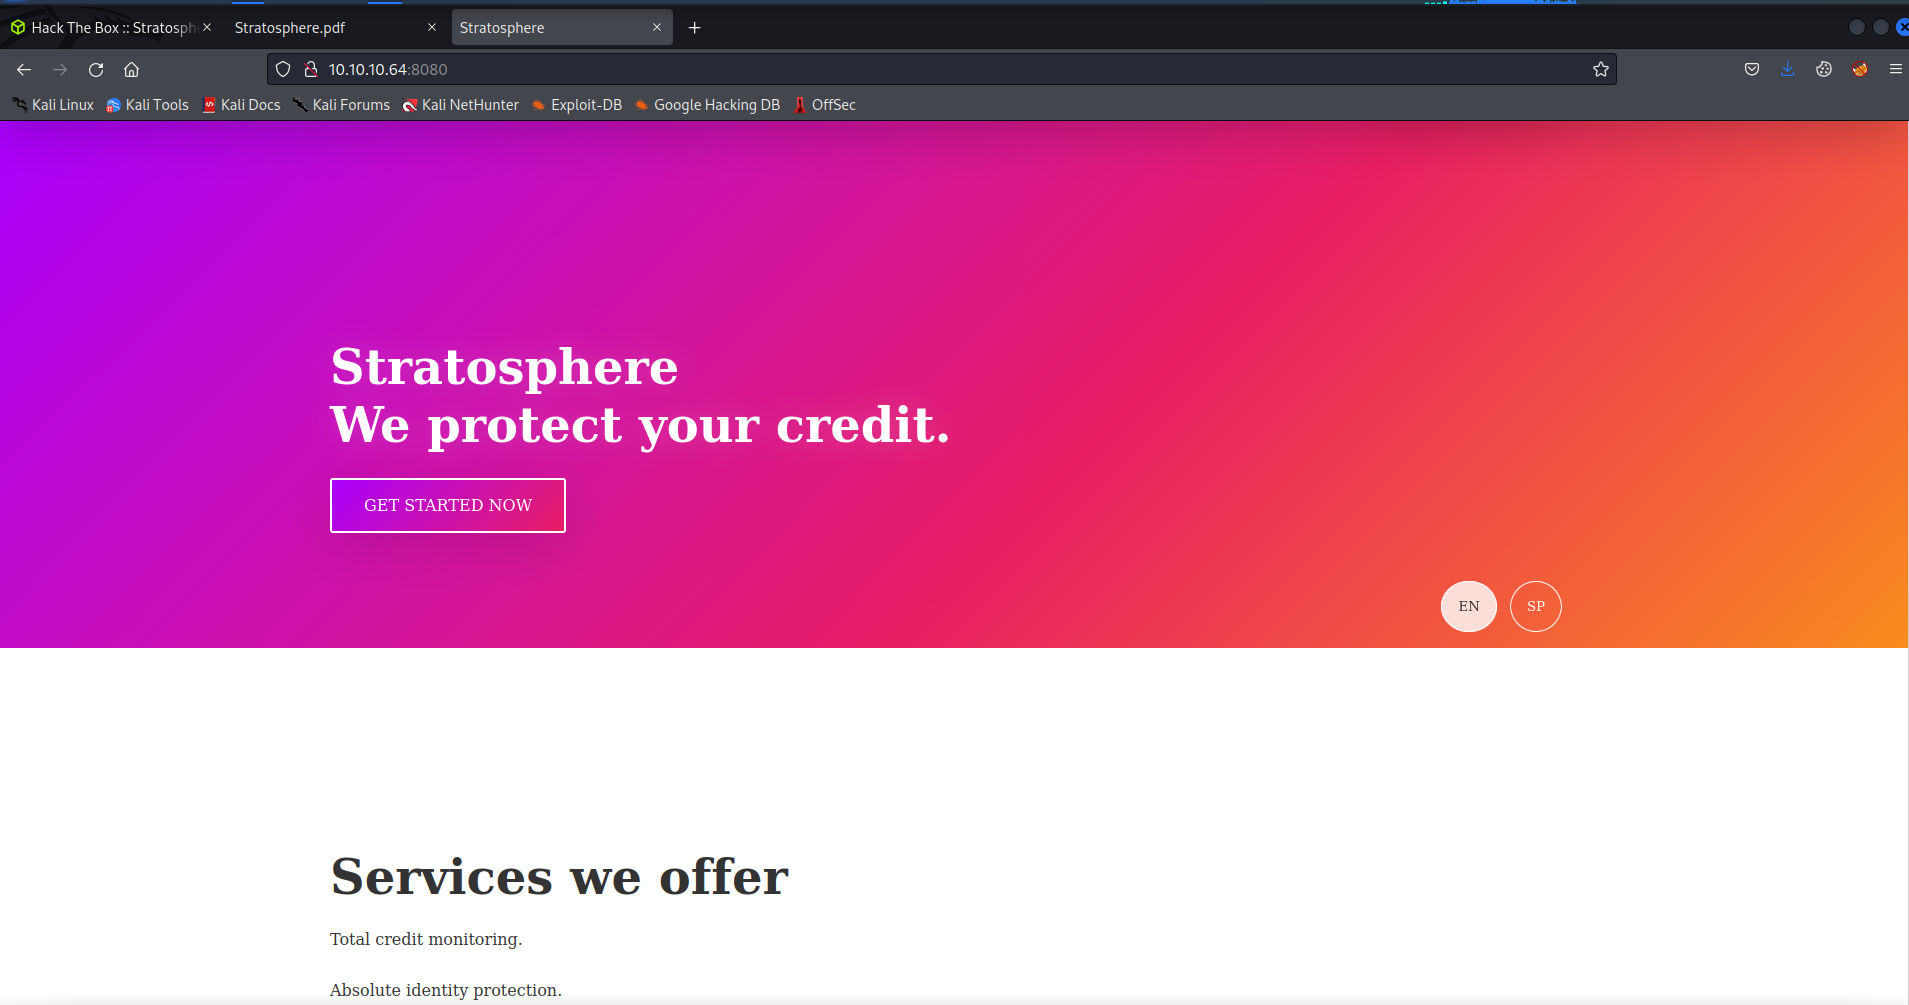 Hack The Box :: Stratosph
Stratosphere.pdf
Stratosphere
10.10.10.64:8080
Kali Linux
Kali Tools
Kali Docs
Kali Forums
Kali NetHunter
Exploit-DB
Google Hacking DB
OffSec
Stratosphere
We protect your credit.
GET STARTED NOW
EN
SP
Services we offer
Total credit monitoring.
Absolute identity protection.